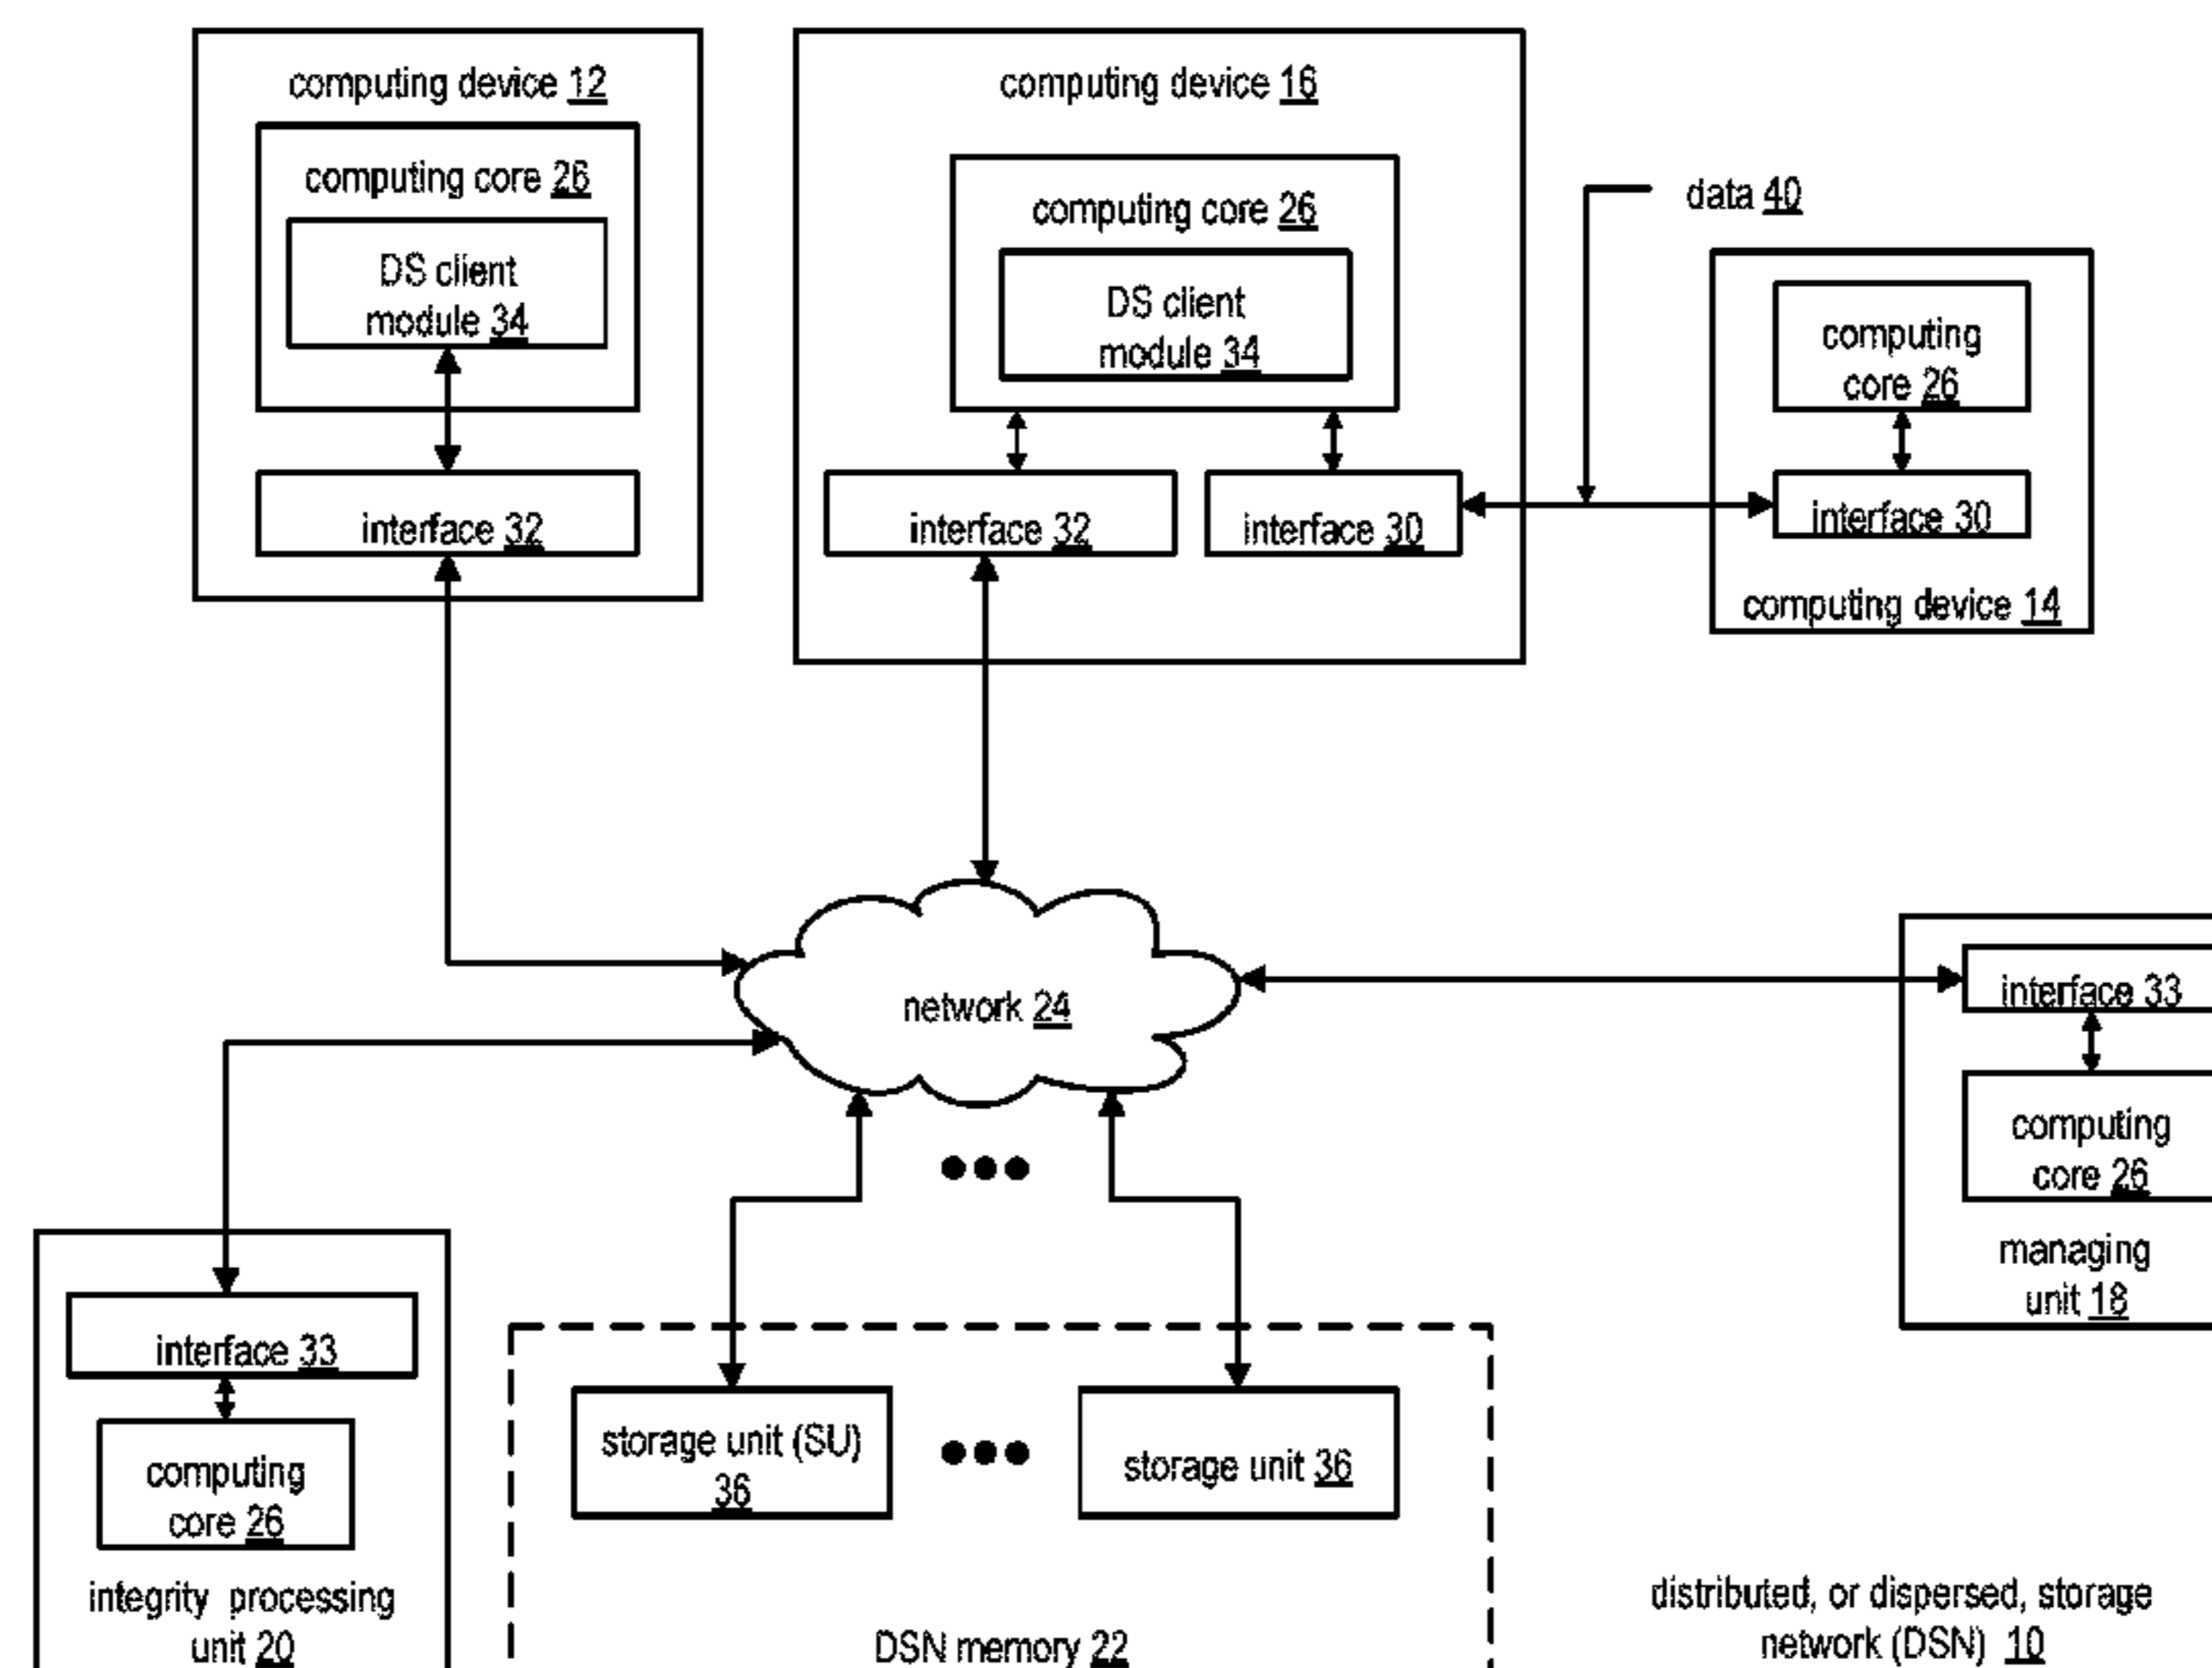 computing device 12
computing core 26
DS client
module 34
interface 32
computing device 16
computing core 26
DS client
module 34
interface 32
interface 30
data 40
computing
core 26
interface 30
computing device 14
network 24
interface 33
computing
core 26
managing
unit 18
interface 33
computing
core 26
integrity processing
unit 20
storage unit (SU)
36
storage unit 36
DSN memory 22
distributed, or dispersed, storage
network (DSN) 10